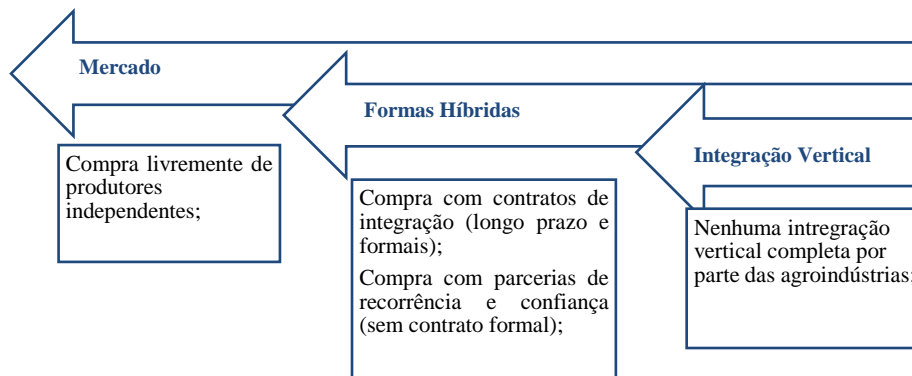 Mercado
Compra livremente de
produtores
independentes;
Formas Híbridas
Compra com contratos de
integração (longo prazo e
formais);
Compra com parcerias de
recorrência e confiança
(sem contrato formal);
Integração Vertical
Nenhuma intregração
vertical completa por
parte das agroindústrias;